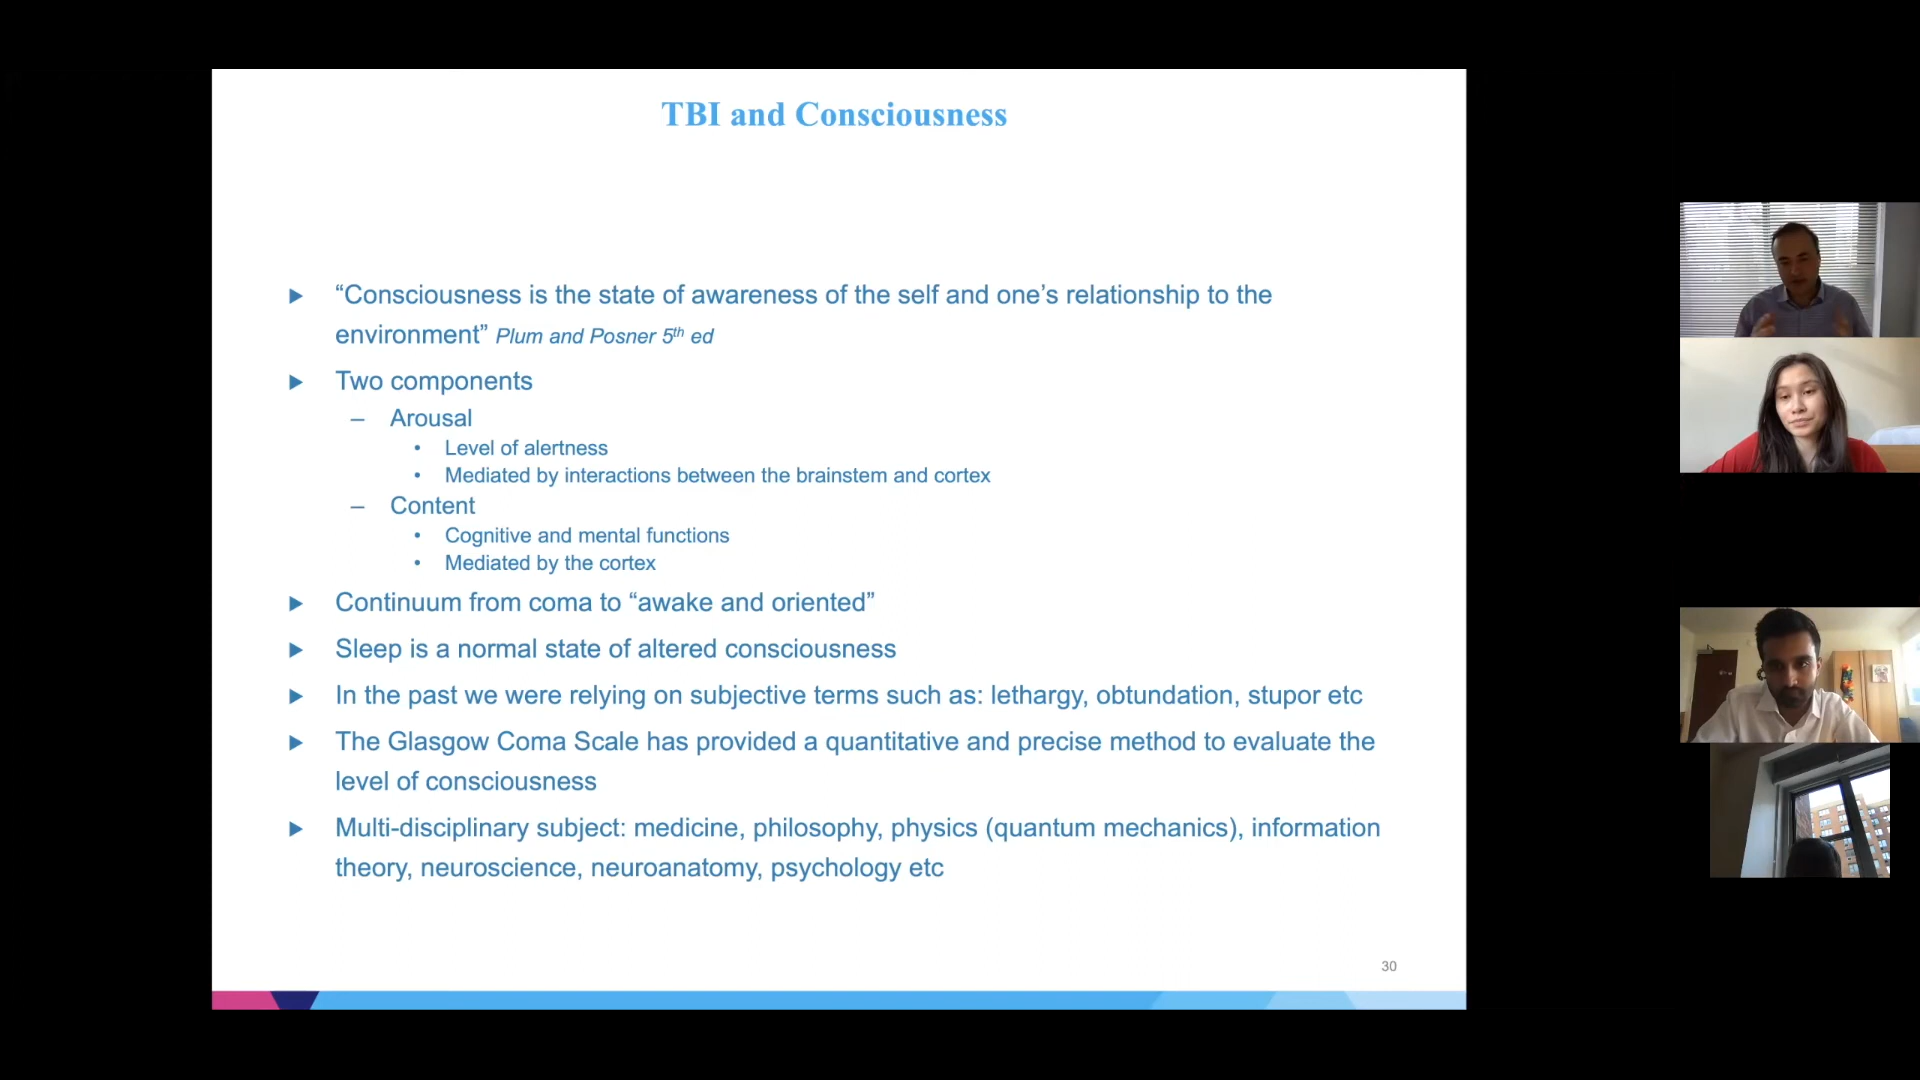 TBI and Consciousness
“Consciousness is the state of awareness of the self and one’s relationship to the
environment” Plum and Posner 5th ed
Two components
– Arousal
• Level of alertness
• Mediated by interactions between the brainstem and cortex
– Content
• Cognitive and mental functions
• Mediated by the cortex
Continuum from coma to “awake and oriented”
Sleep is a normal state of altered consciousness
In the past we were relying on subjective terms such as: lethargy, obtundation, stupor etc
The Glasgow Coma Scale has provided a quantitative and precise method to evaluate the
level of consciousness
Multi-disciplinary subject: medicine, philosophy, physics (quantum mechanics), information
theory, neuroscience, neuroanatomy, psychology etc
30